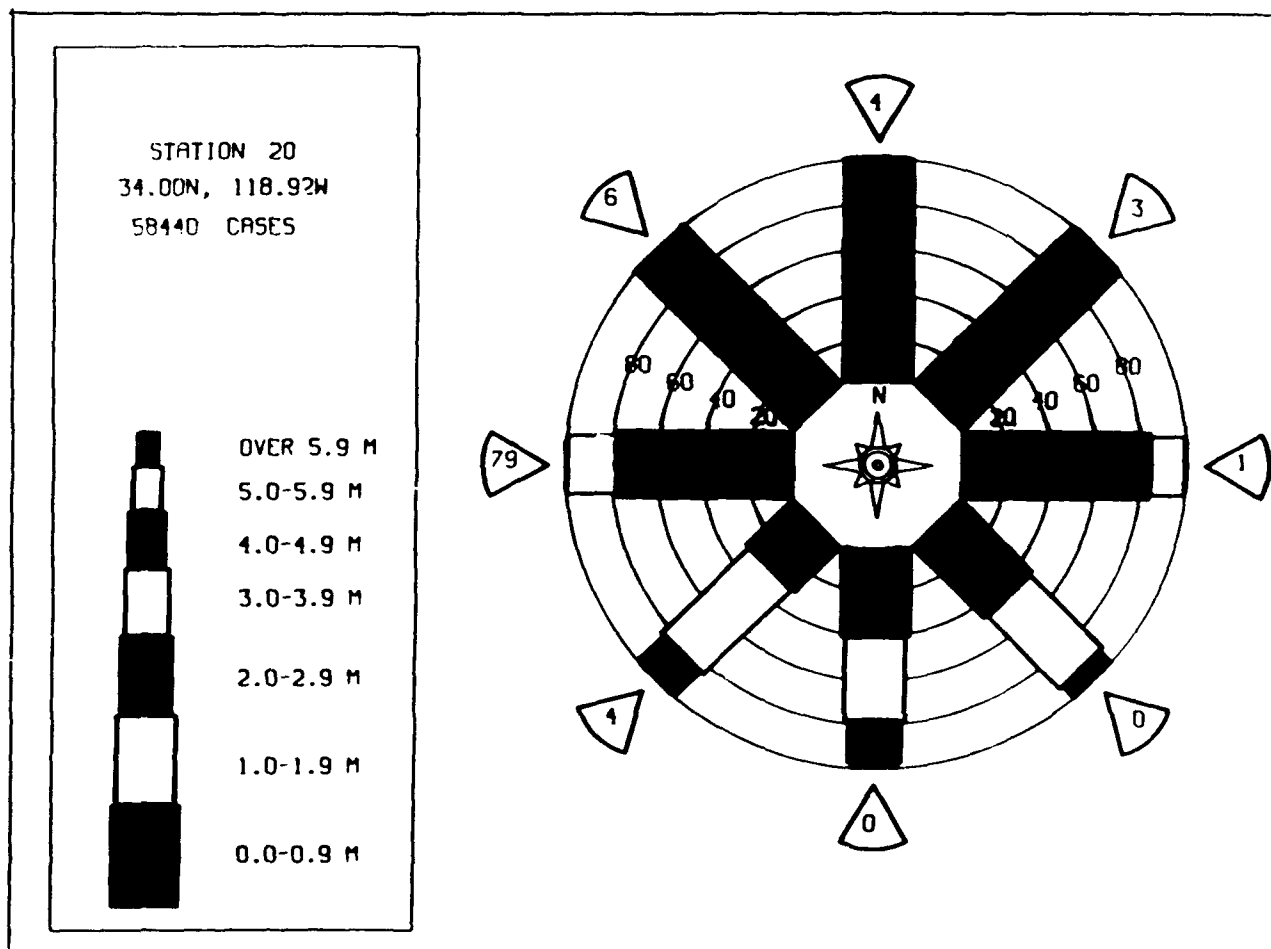 STATION 20
34.00N, 118.92W
58440 CASES
OVER 5.9 M
5.0-5.9 M
4.0-4.9 M
3.0-3.9 M
2.0-2.9 M
1.0-1.9 M
0.0-0.9 M
4
6
3
80
60
40
20
N
20
40
60
80
79
1
4
0
0